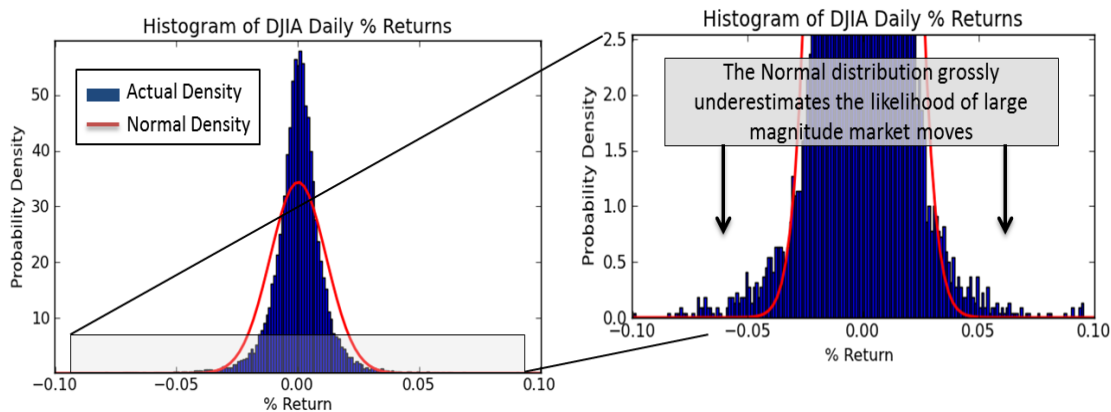 Histogram of DJIA Daily % Returns
Actual Density
Normal Density
Probability Density
50
40
30
20
10
−0.10 −0.05 0.00 0.05 0.10
% Return
Histogram of DJIA Daily % Returns
The Normal distribution grossly
underestimates the likelihood of large
magnitude market moves
Probability Density
2.5
2.0
1.5
1.0
0.5
0.0
−0.10 −0.05 0.00 0.05 0.10
% Return